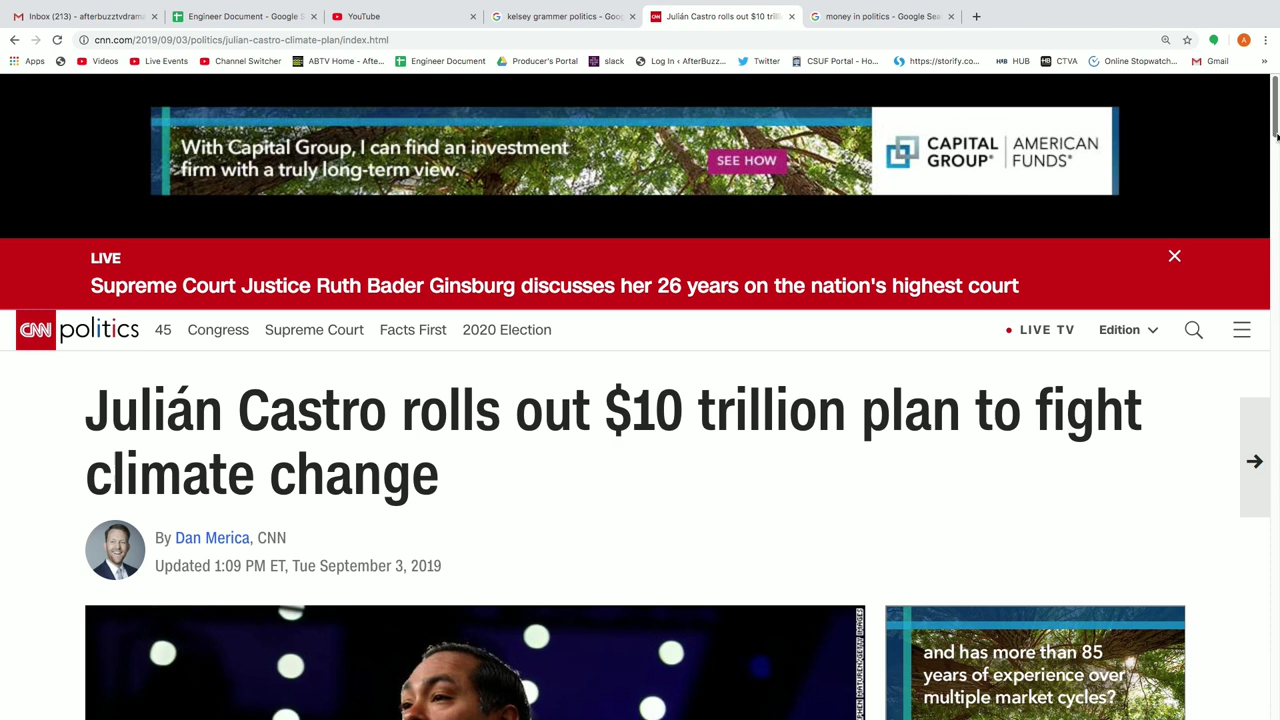 Inbox (213) - afterbuzztvdram
Engineer Document - Google S
YouTube
kelsey grammer politics - Goo
Julián Castro rolls out $10 trill
money in politics - Google Sea
cnn.com/2019/09/03/politics/julian-castro-climate-plan/index.html
A
Apps
Videos
Live Events
Channel Switcher
ABTV Home - Afte...
Engineer Document
Producer's Portal
slack
Log In ‹ AfterBuzz...
Twitter
CSUF Portal - Ho...
https://storify.co...
HUB
CTVA
Online Stopwatch...
Gmail
»
With Capital Group, I can find an investment
firm with a truly long-term view.
SEE HOW
CAPITAL GROUP®
AMERICAN FUNDS®
LIVE
Supreme Court Justice Ruth Bader Ginsburg discusses her 26 years on the nation's highest court
CNN politics 45 Congress Supreme Court Facts First 2020 Election
LIVE TV Edition
Julián Castro rolls out $10 trillion plan to fight
climate change
By Dan Merica, CNN
Updated 1:09 PM ET, Tue September 3, 2019
and has more than 85
years of experience over
multiple market cycles?